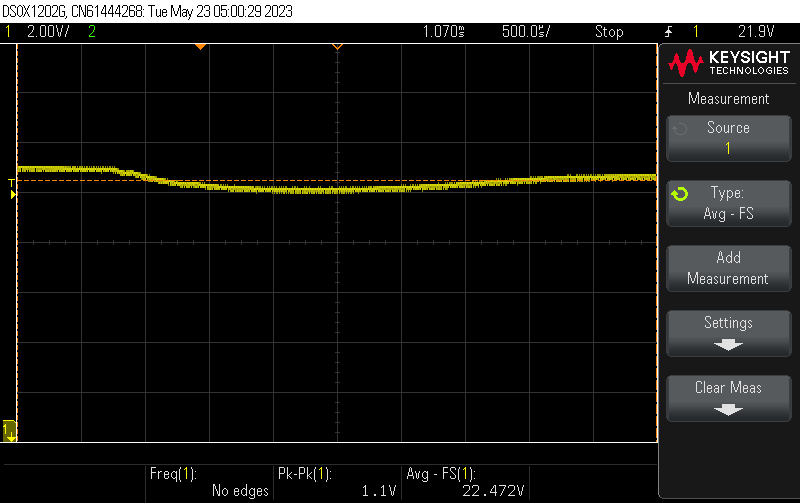 DSOX1202G, CN61444268: Tue May 23 05:00:29 2023
1 2.00V/ 2 1.070ms 500.0us/ Stop 1 21.9V
KEYSIGHT
TECHNOLOGIES
Measurement
Source
1
Type:
Avg - FS
Add
Measurement
Settings
Clear Meas
T
1
Freq(1): Pk-Pk(1): Avg - FS(1):
No edges 1.1V 22.472V